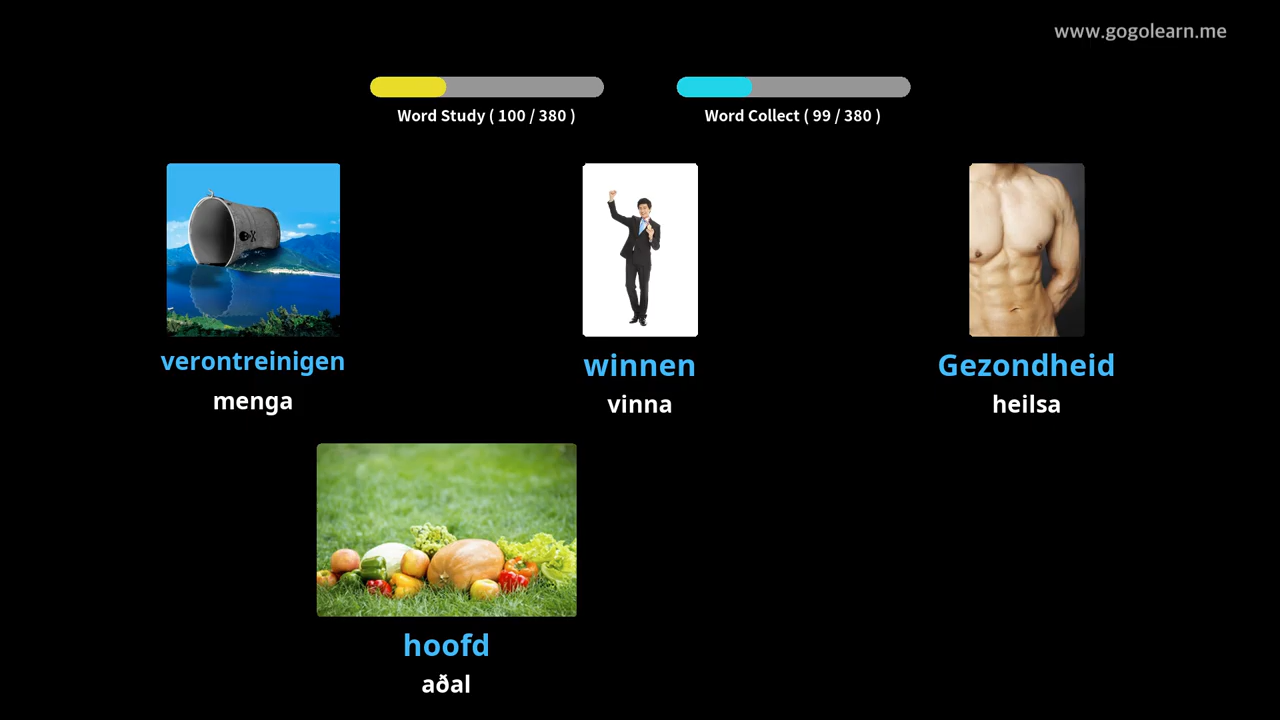 www.gogolearn.me
Word Study ( 100 / 380 )
Word Collect ( 99 / 380 )
verontreinigen
menga
winnen
vinna
Gezondheid
heilsa
hoofd
aðal